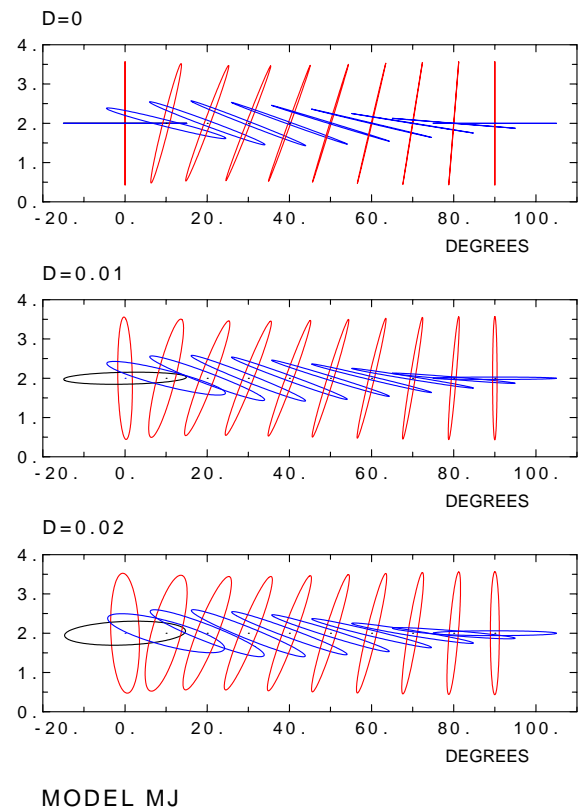 D=0
4.
3.
2.
1.
0.
-20. 0. 20. 40. 60. 80. 100.
DEGREES
D=0.01
4.
3.
2.
1.
0.
-20. 0. 20. 40. 60. 80. 100.
DEGREES
D=0.02
4.
3.
2.
1.
0.
-20. 0. 20. 40. 60. 80. 100.
DEGREES
MODEL MJ